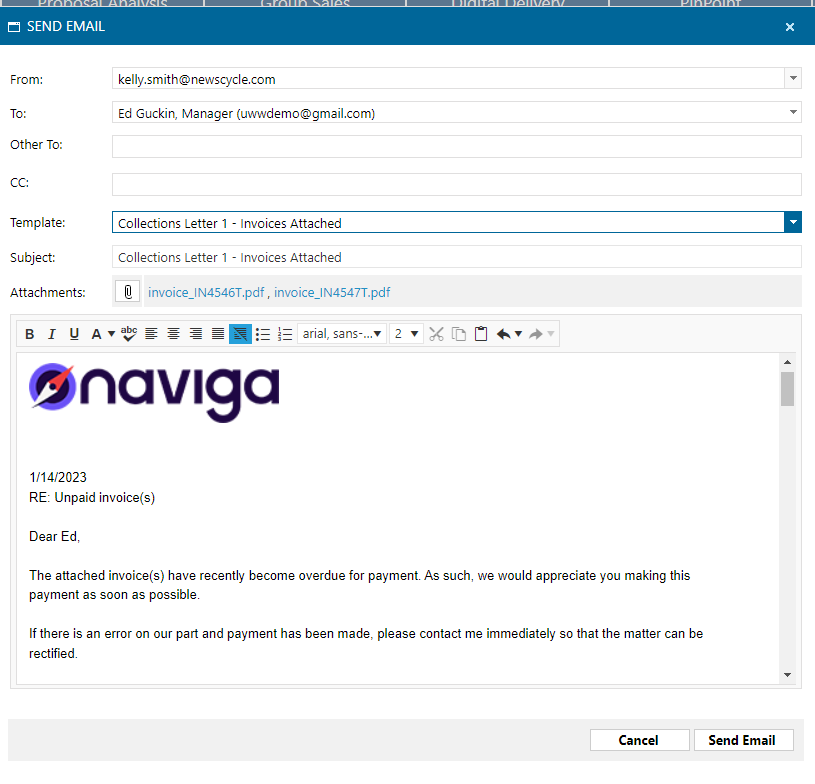 Proposal Analysis Group Sales Digital Delivery PinPoint
SEND EMAIL
From: kelly.smith@newscycle.com
To: Ed Guckin, Manager (uwwdemo@gmail.com)
Other To:
CC:
Template: Collections Letter 1 - Invoices Attached
Subject: Collections Letter 1 - Invoices Attached
Attachments: invoice_IN4546T.pdf , invoice_IN4547T.pdf
B I U A abc arial, sans-... 2
naviga
1/14/2023
RE: Unpaid invoice(s)
Dear Ed,
The attached invoice(s) have recently become overdue for payment. As such, we would appreciate you making this
payment as soon as possible.
If there is an error on our part and payment has been made, please contact me immediately so that the matter can be
rectified.
Cancel Send Email